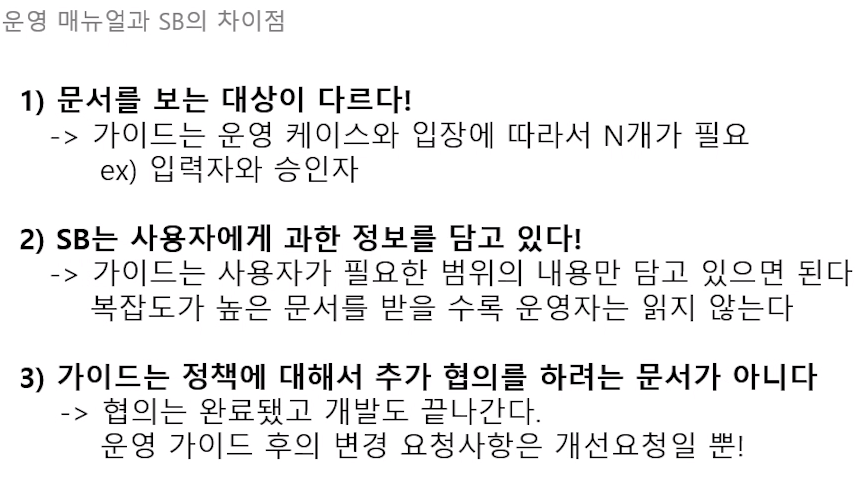 운영 매뉴얼과 SB의 차이점
1) 문서를 보는 대상이 다르다!
-> 가이드는 운영 케이스와 입장에 따라서 N개가 필요
ex) 입력자와 승인자
2) SB는 사용자에게 과한 정보를 담고 있다!
-> 가이드는 사용자가 필요한 범위의 내용만 담고 있으면 된다
복잡도가 높은 문서를 받을 수록 운영자는 읽지 않는다
3) 가이드는 정책에 대해서 추가 협의를 하려는 문서가 아니다
-> 협의는 완료됐고 개발도 끝나간다.
운영 가이드 후의 변경 요청사항은 개선요청일 뿐!